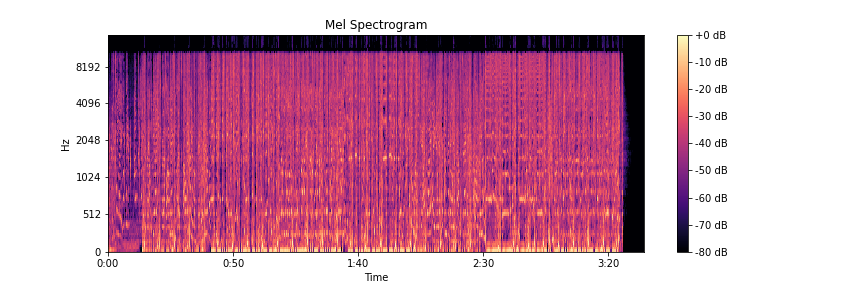 Mel Spectrogram
+0 dB
-10 dB
-20 dB
-30 dB
-40 dB
-50 dB
-60 dB
-70 dB
-80 dB
8192
4096
2048
1024
512
0
Hz
0:00
0:50
1:40
2:30
3:20
Time